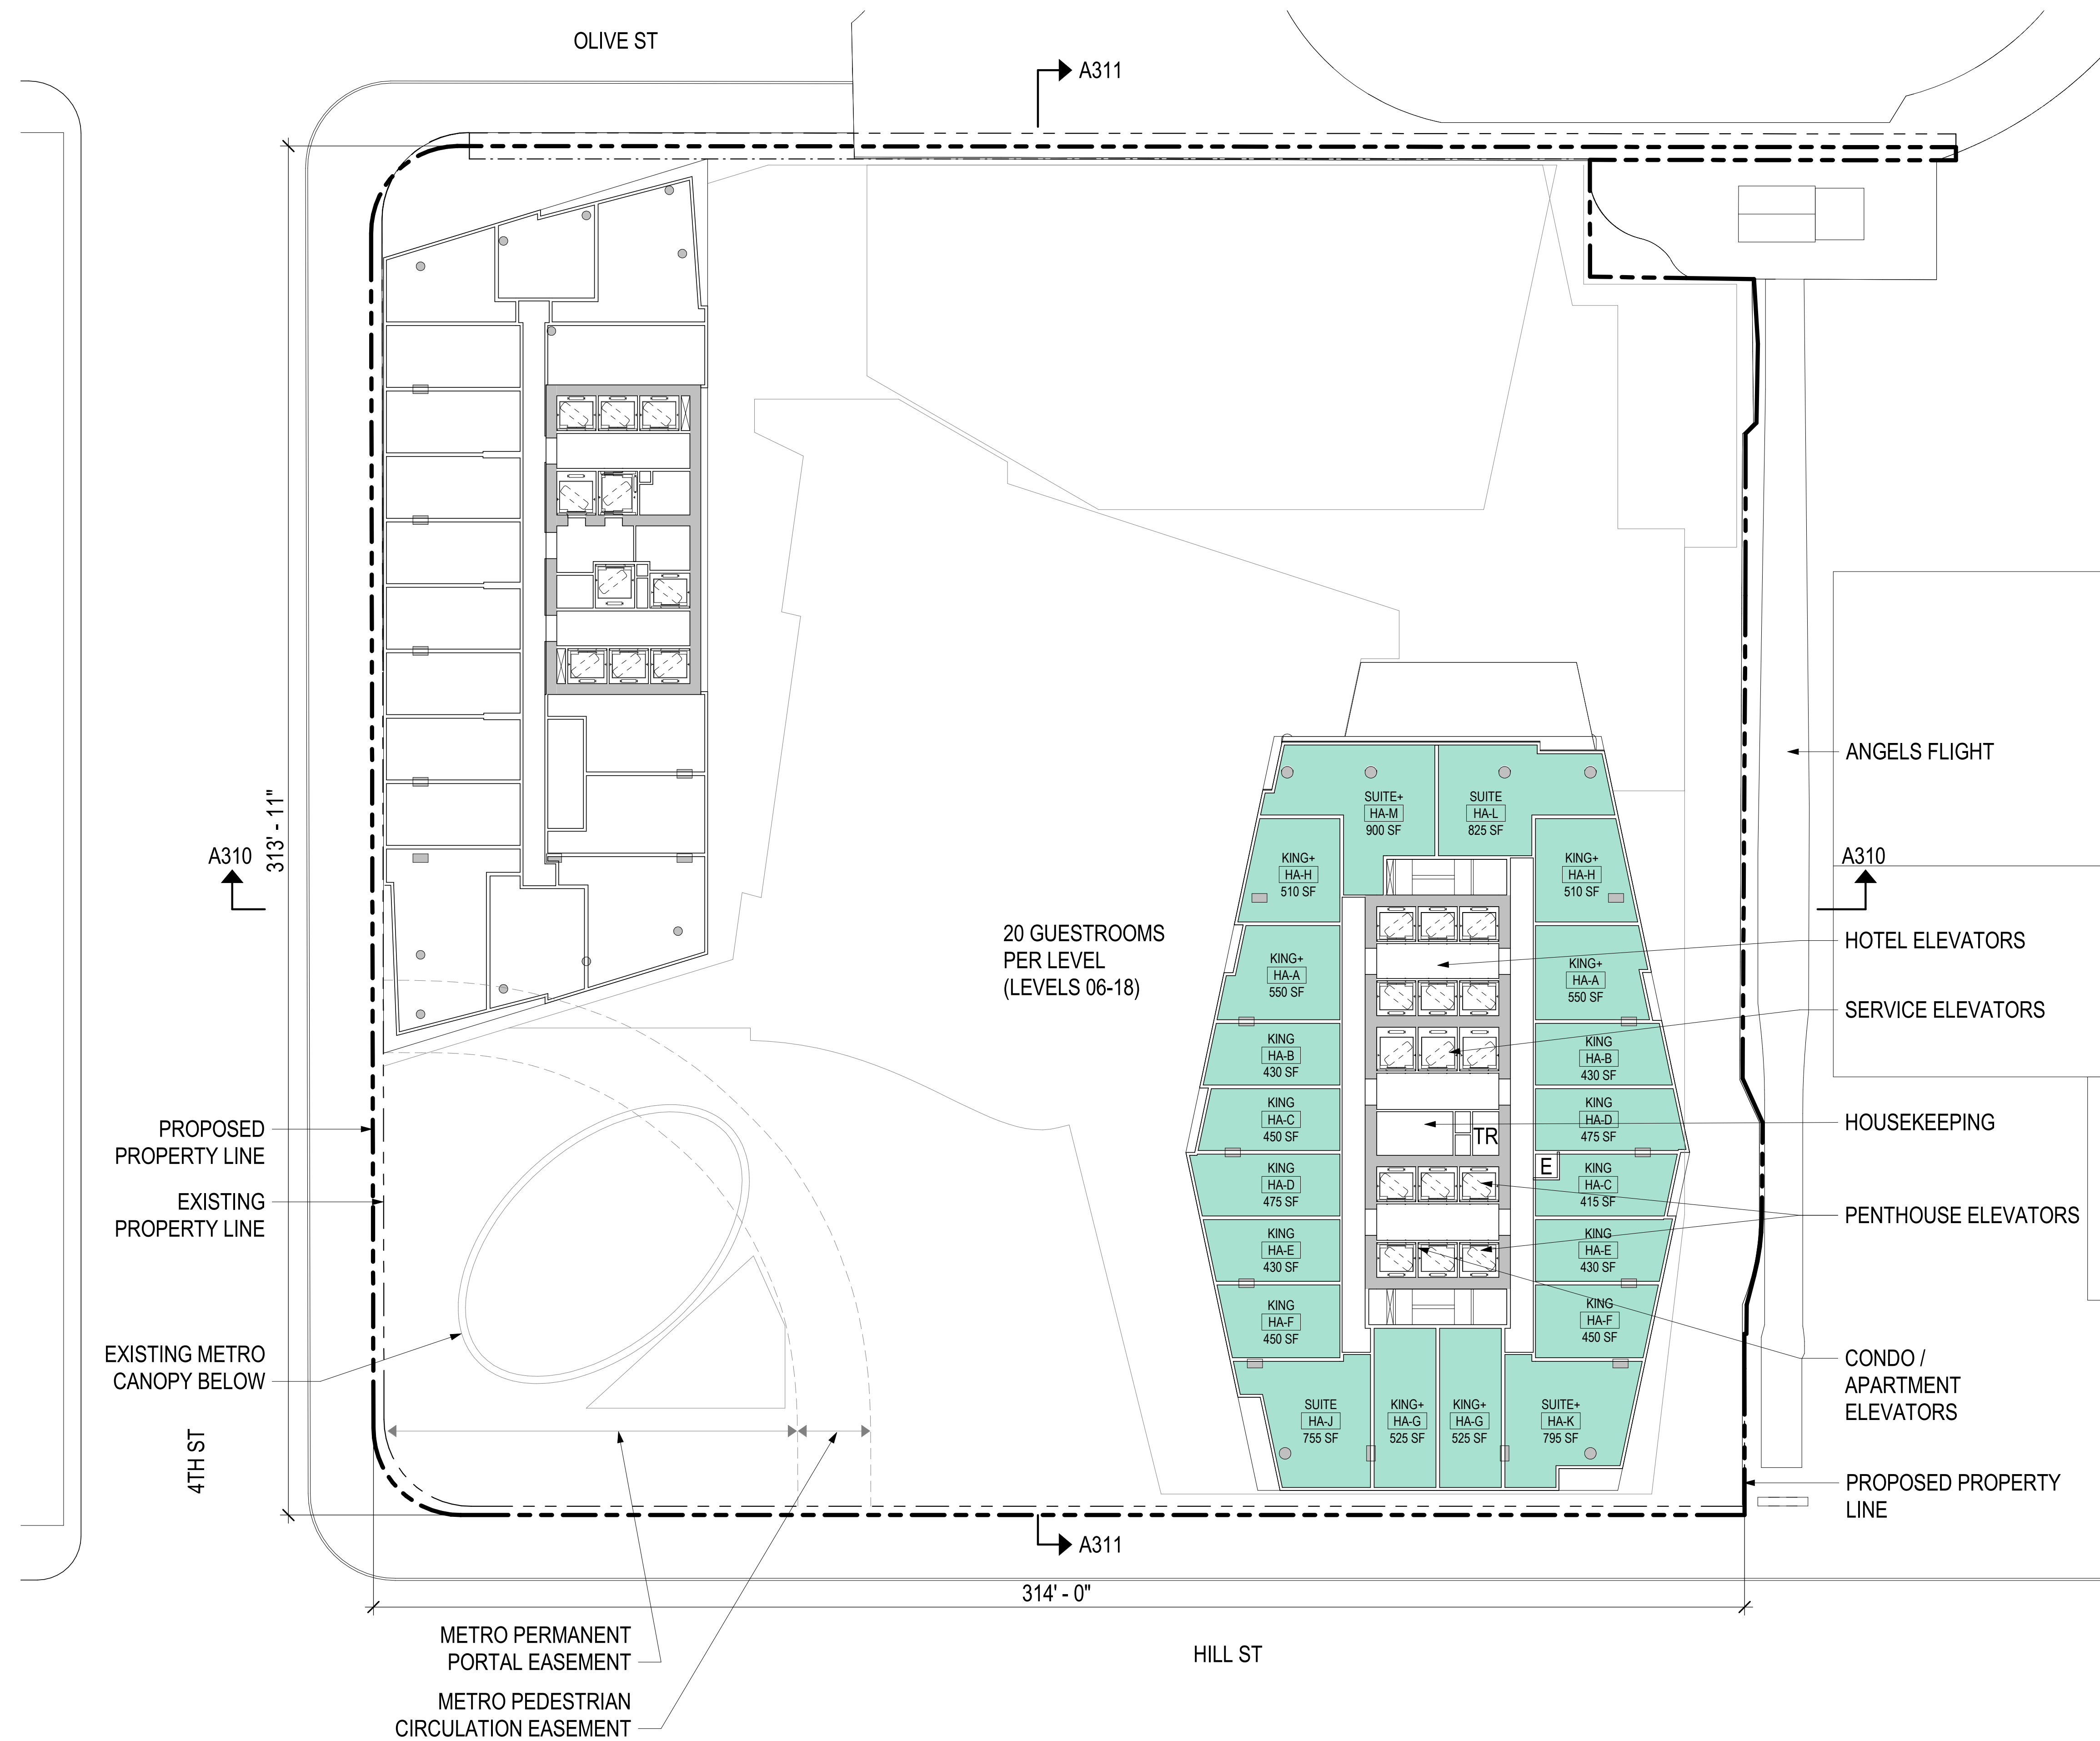 OLIVE ST
A311
313' - 11"
A310
ANGELS FLIGHT
A310
20 GUESTROOMS
PER LEVEL
(LEVELS 06-18)
HOTEL ELEVATORS
SERVICE ELEVATORS
HOUSEKEEPING
PENTHOUSE ELEVATORS
CONDO /
APARTMENT
ELEVATORS
PROPOSED PROPERTY
LINE
SUITE+
HA-M
900 SF
SUITE
HA-L
825 SF
KING+
HA-H
510 SF
KING+
HA-H
510 SF
KING+
HA-A
550 SF
KING+
HA-A
550 SF
KING
HA-B
430 SF
KING
HA-B
430 SF
KING
HA-C
450 SF
KING
HA-D
475 SF
TR
E
KING
HA-D
475 SF
KING
HA-C
415 SF
KING
HA-E
430 SF
KING
HA-E
430 SF
KING
HA-F
450 SF
KING
HA-F
450 SF
SUITE
HA-J
755 SF
KING+
HA-G
525 SF
KING+
HA-G
525 SF
SUITE+
HA-K
795 SF
PROPOSED
PROPERTY LINE
EXISTING
PROPERTY LINE
EXISTING METRO
CANOPY BELOW
4TH ST
A311
314' - 0"
METRO PERMANENT
PORTAL EASEMENT
METRO PEDESTRIAN
CIRCULATION EASEMENT
HILL ST